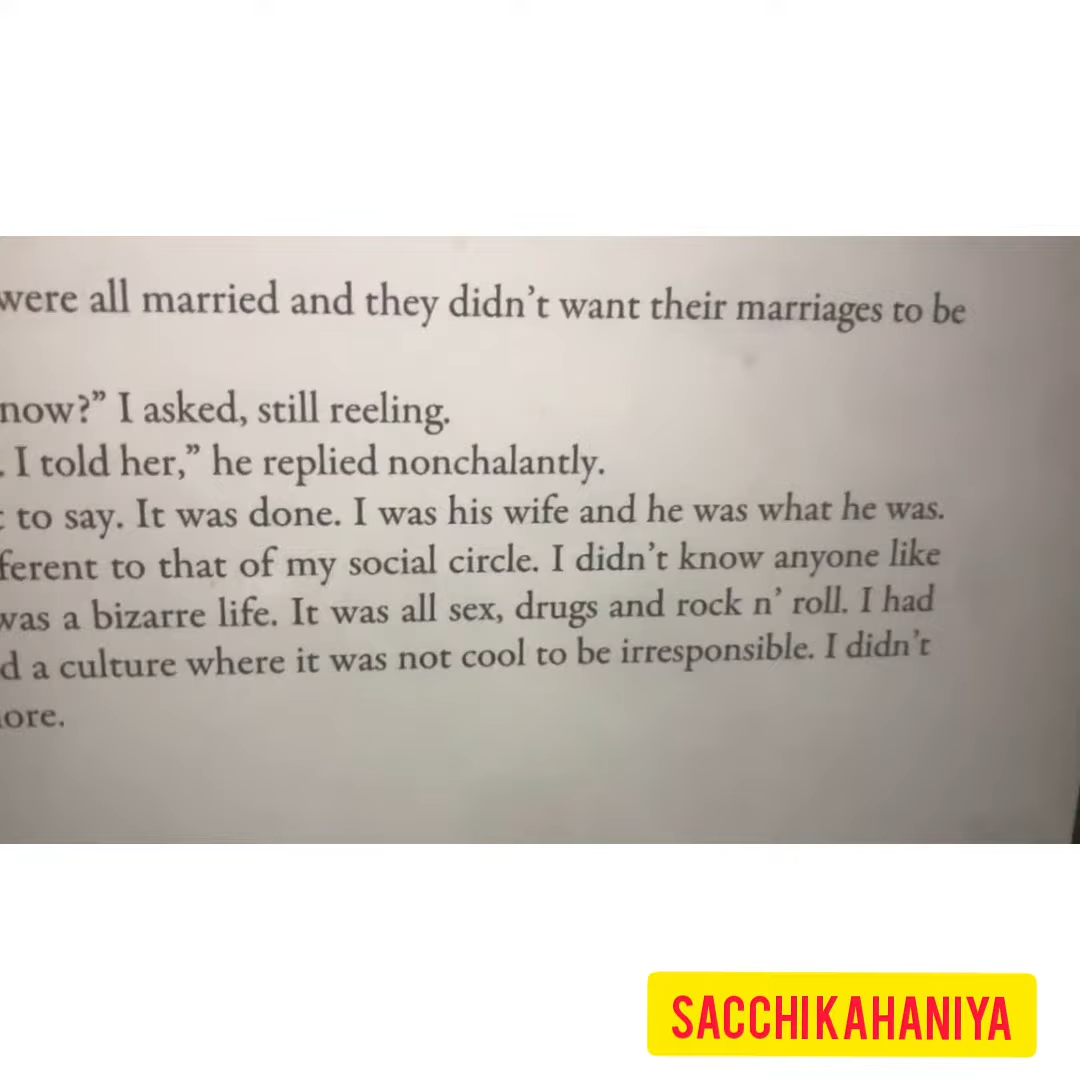 were all married and they didn't want their marriages to be
now?” I asked, still reeling.
I told her,” he replied nonchalantly.
to say. It was done. I was his wife and he was what he was.
ferent to that of my social circle. I didn't know anyone like
was a bizarre life. It was all sex, drugs and rock n' roll. I had
d a culture where it was not cool to be irresponsible. I didn't
ore.
SACCHIKAHANIYA